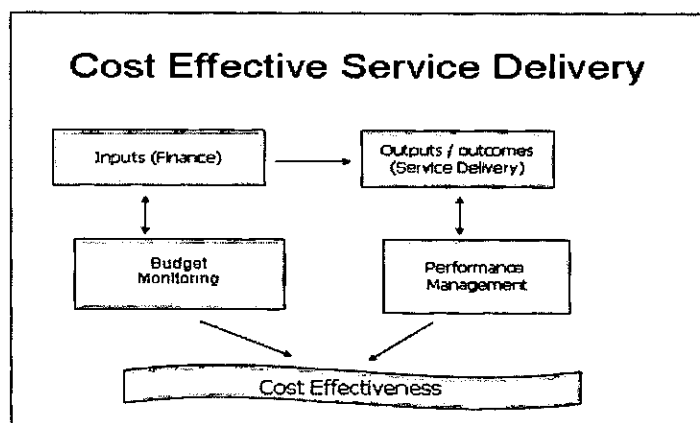 Cost Effective Service Delivery
Inputs (Finance)
Outputs / outcomes
(Service Delivery)
Budget
Monitoring
Performance
Management
Cost Effectiveness